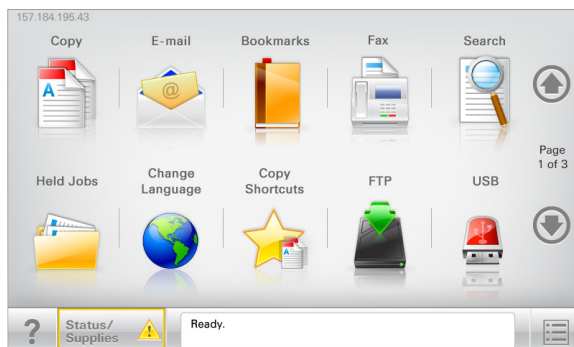 157.184.195.43
Copy
E-mail
Bookmarks
Fax
Search
Page
1 of 3
Held Jobs
Change
Language
Copy
Shortcuts
FTP
USB
A
@
A
?
Status/
Supplies
!
Ready.